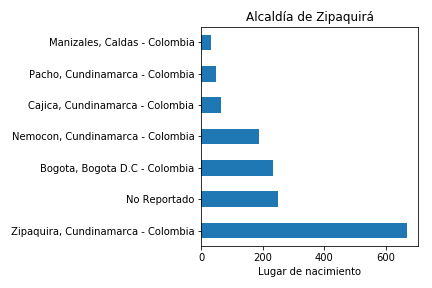 Alcaldía de Zipaquirá
Manizales, Caldas - Colombia
Pacho, Cundinamarca - Colombia
Cajica, Cundinamarca - Colombia
Nemocon, Cundinamarca - Colombia
Bogota, Bogota D.C - Colombia
No Reportado
Zipaquira, Cundinamarca - Colombia
0 200 400 600
Lugar de nacimiento